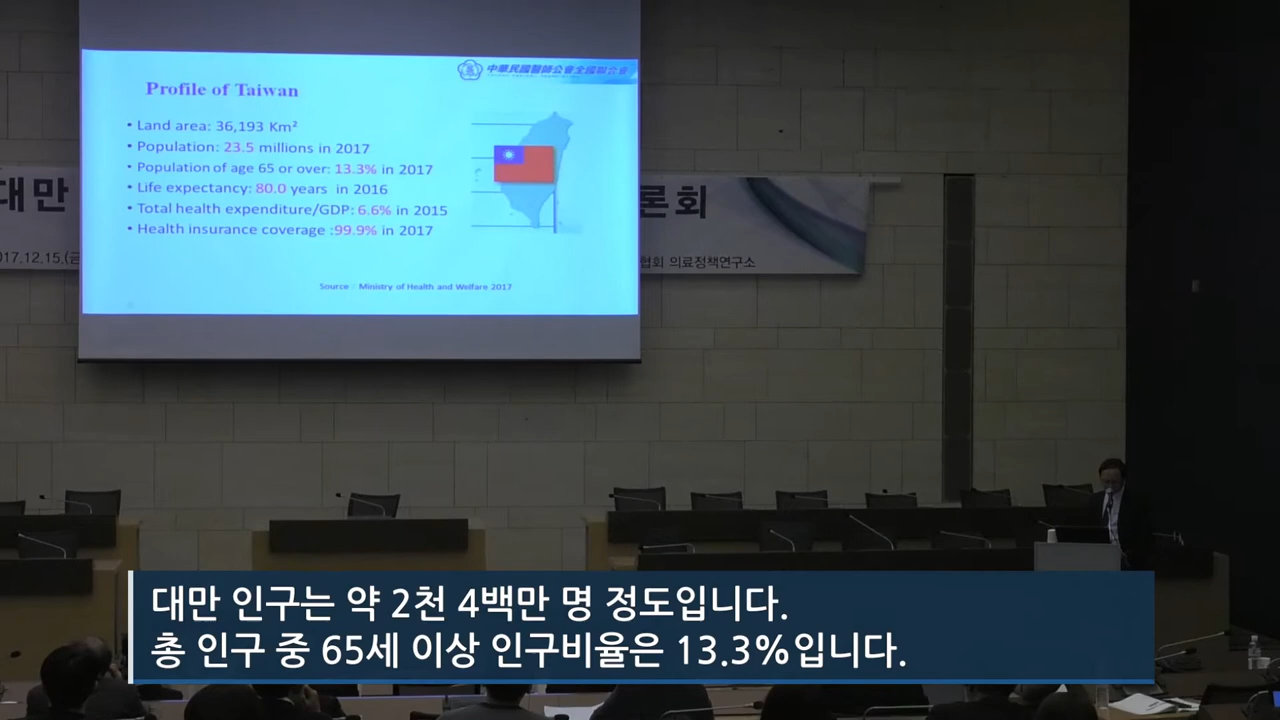 中華民國醫師公會全國聯合會
Profile of Taiwan
• Land area: 36,193 Km²
• Population: 23.5 millions in 2017
• Population of age 65 or over: 13.3% in 2017
• Life expectancy: 80.0 years in 2016
• Total health expenditure/GDP: 6.6% in 2015
• Health insurance coverage :99.9% in 2017
Source : Ministry of Health and Welfare 2017
대만
론회
017.12.15.(금
협회 의료정책연구소
대만 인구는 약 2천 4백만 명 정도입니다.
총 인구 중 65세 이상 인구비율은 13.3%입니다.